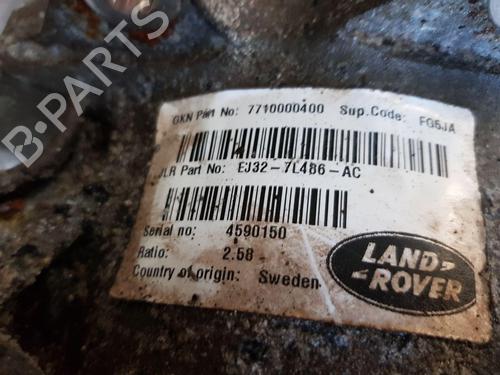 GKN Part No: 7710000400 Sup.Code: FG5JA
JLR Part No: EJ32-7L486-AC
Serial no: 4590150
Ratio: 2.58
Country of origin: Sweden
LAND-
ROVER
B-PARTS